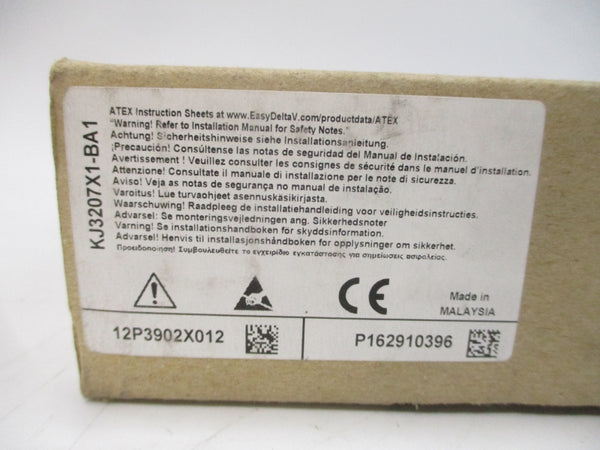 KJ3207X1-BA1
ATEX Instruction Sheets at www.EasyDeltaV.com/productdata/ATEX
"Warning! Refer to Installation Manual for Safety Notes."
Achtung! Sicherheitshinweise siehe Installationsanleitung.
¡Precaución! Consúltense las notas de seguridad del Manual de Instalación.
Avertissement ! Veuillez consulter les consignes de sécurité dans le manuel d'installation.
Attenzione! Consultate il manuale di installazione per le note di sicurezza.
Aviso! Veja as notas de segurança no manual de instalação.
Varoitus! Lue turvaohjeet asennuskäsikirjasta.
Waarschuwing! Raadpleeg de installatiehandleiding voor veiligheidsinstructies.
Advarsel: Se monteringsvejledningen ang. Sikkerhedsnoter
Varning! Se installationshandboken för skyddsinformation.
Advarsel! Henvis til installasjonshåndboken for opplysninger om sikkerhet.
Προειδοποίηση! Συμβουλευθείτε το εγχειρίδιο εγκατάστασης για σημειώσεις ασφαλείας.
CE
Made in
MALAYSIA
12P3902X012
P162910396